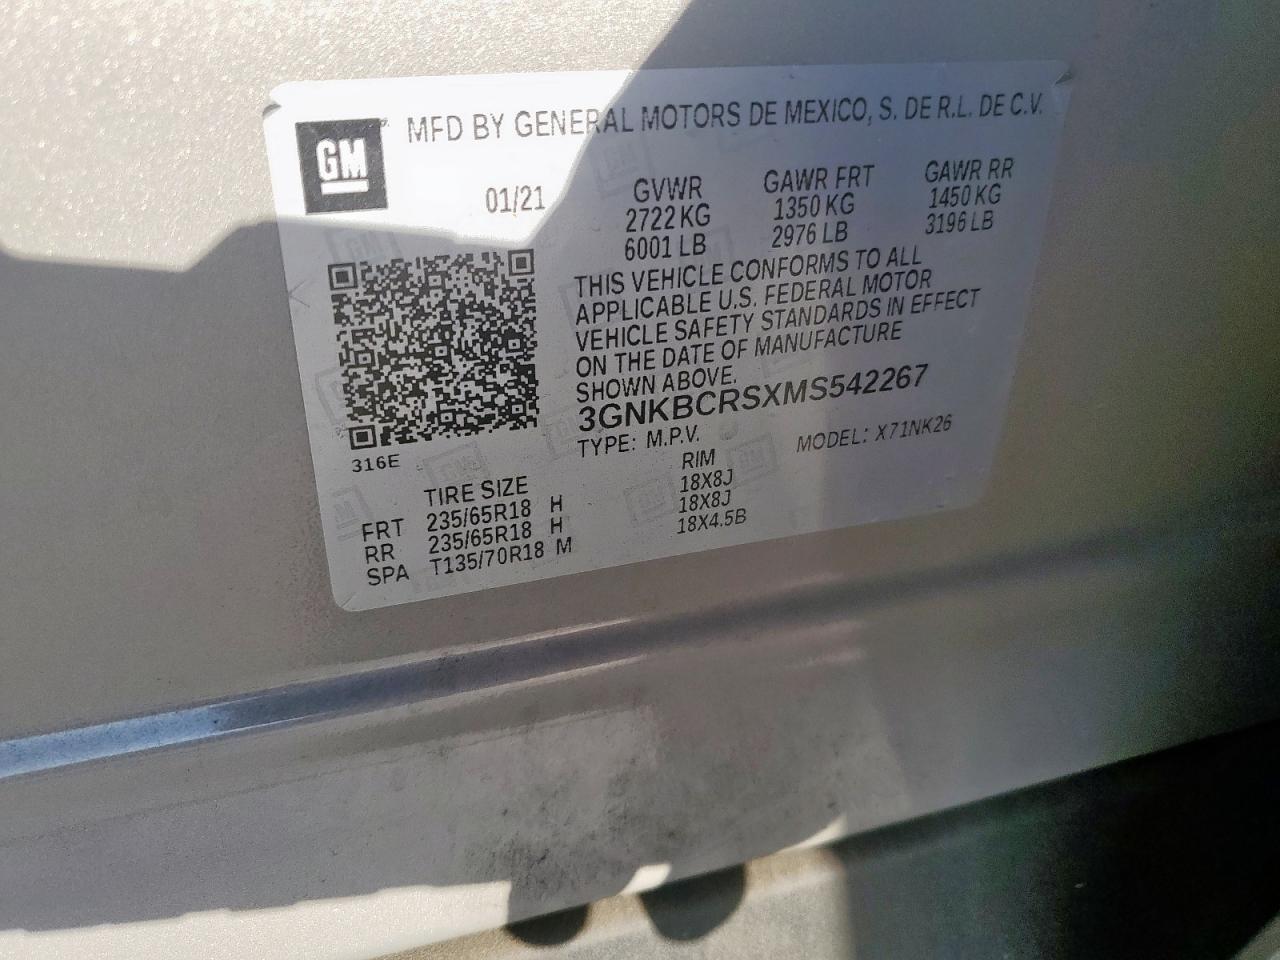 GM
MFD BY GENERAL MOTORS DE MEXICO, S. DE R.L. DE C.V.
01/21
GVWR
2722 KG
6001 LB
GAWR FRT
1350 KG
2976 LB
GAWR RR
1450 KG
3196 LB
THIS VEHICLE CONFORMS TO ALL
APPLICABLE U.S. FEDERAL MOTOR
VEHICLE SAFETY STANDARDS IN EFFECT
ON THE DATE OF MANUFACTURE
SHOWN ABOVE.
3GNKBCRSXMS542267
TYPE: M.P.V. MODEL: X71NK26
316E
TIRE SIZE RIM
FRT 235/65R18 H 18X8J
RR 235/65R18 H 18X8J
SPA T135/70R18 M 18X4.5B